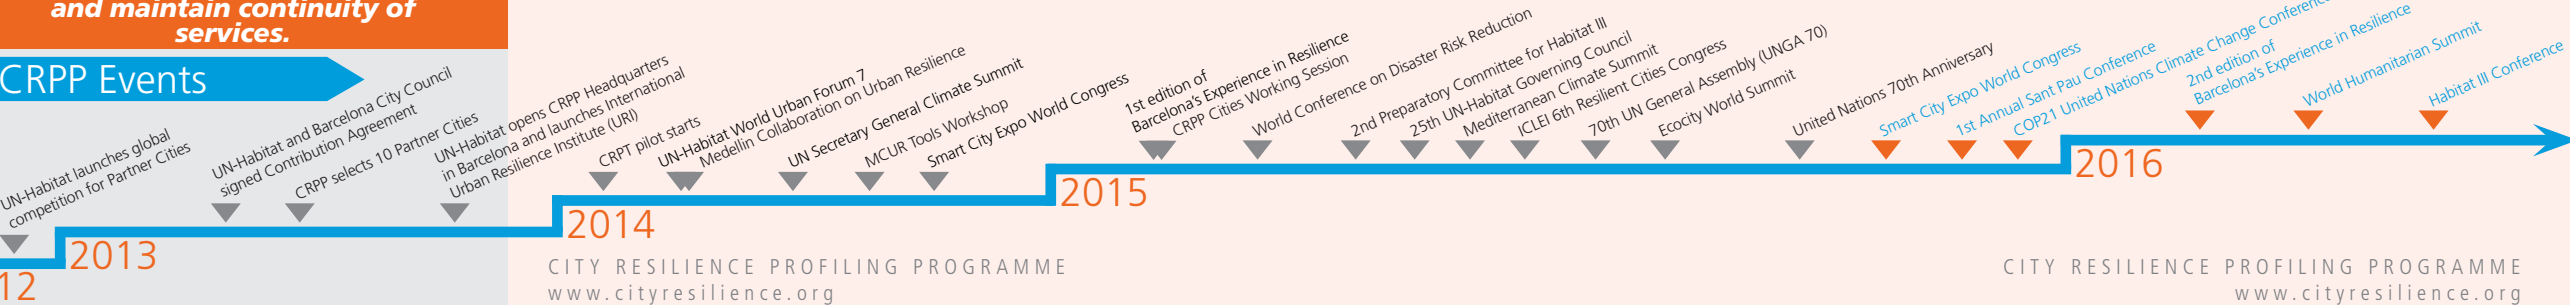 and maintain continuity of
services.
CRPP Events
UN-Habitat launches global
competition for Partner Cities
UN-Habitat and Barcelona City Council
signed Contribution Agreement
CRPP selects 10 Partner Cities
UN-Habitat opens CRPP Headquarters
in Barcelona and launches International
Urban Resilience Institute (URI)
CRPT pilot starts
UN-Habitat World Urban Forum 7
Medellin Collaboration on Urban Resilience
UN Secretary General Climate Summit
MCUR Tools Workshop
Smart City Expo World Congress
1st edition of
Barcelona's Experience in Resilience
CRPP Cities Working Session
World Conference on Disaster Risk Reduction
2nd Preparatory Committee for Habitat III
25th UN-Habitat Governing Council
Mediterranean Climate Summit
ICLEI 6th Resilient Cities Congress
70th UN General Assembly (UNGA 70)
Ecocity World Summit
United Nations 70th Anniversary
Smart City Expo World Congress
1st Annual Sant Pau Conference
COP21 United Nations Climate Change Conference
2nd edition of
Barcelona's Experience in Resilience
World Humanitarian Summit
Habitat III Conference
12
2013
2014
2015
2016
CITY RESILIENCE PROFILING PROGRAMME
www.cityresilience.org
CITY RESILIENCE PROFILING PROGRAMME
www.cityresilience.org